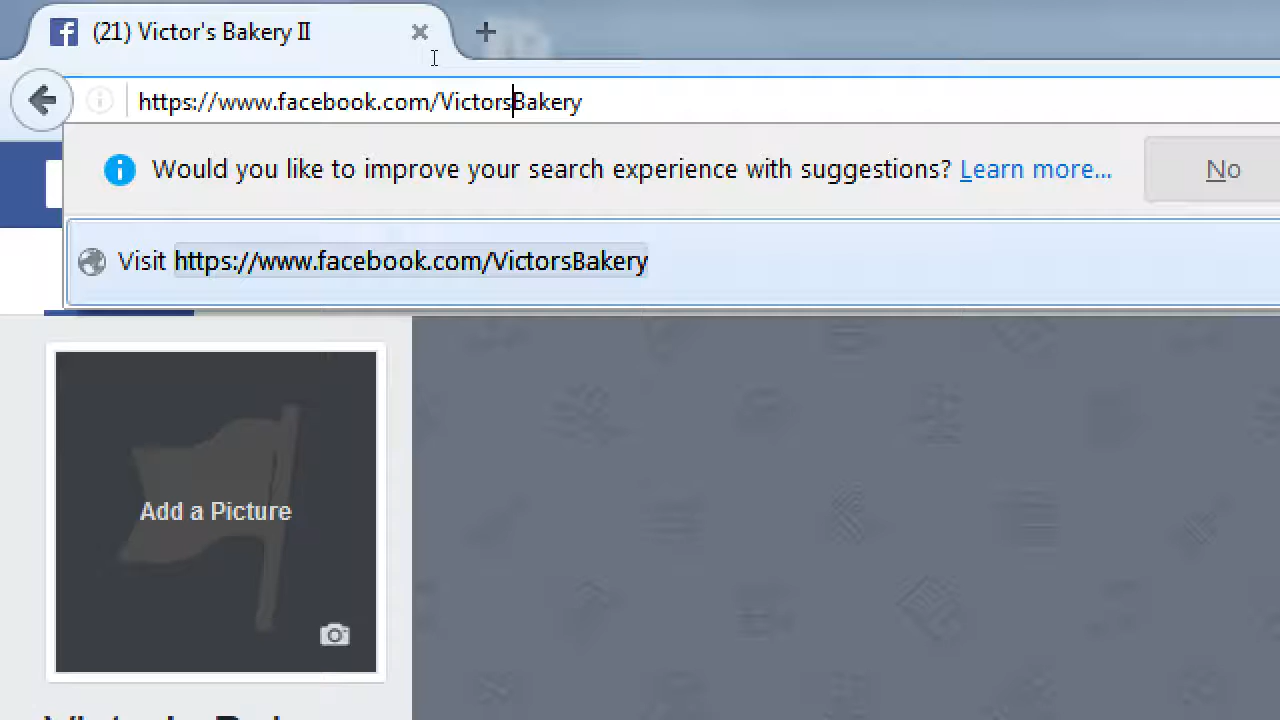 (21) Victor's Bakery II
https://www.facebook.com/VictorsBakery
Would you like to improve your search experience with suggestions? Learn more... No
Visit https://www.facebook.com/VictorsBakery
Add a Picture